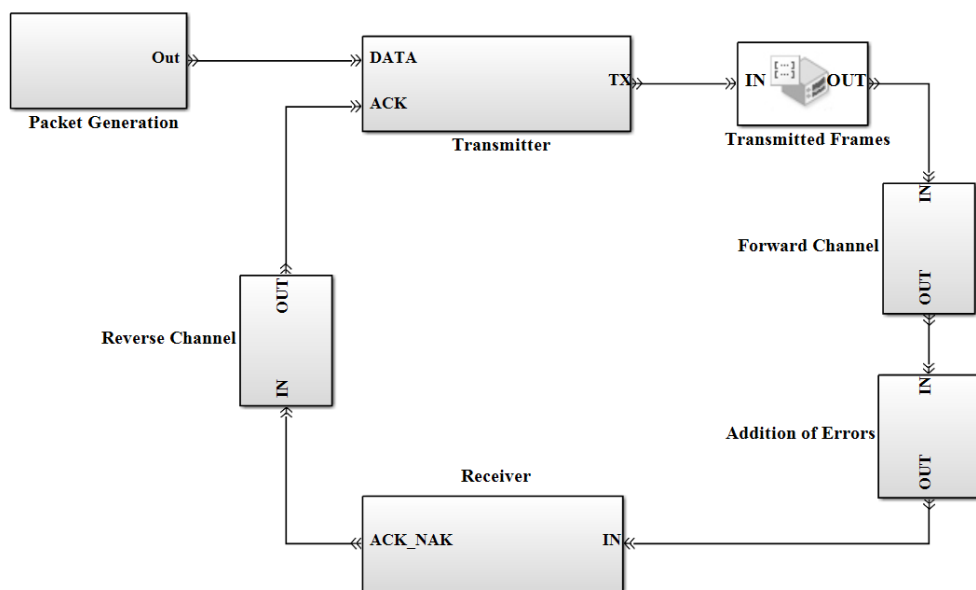 Out
Packet Generation
DATA
ACK
TX
Transmitter
IN
[...]
OUT
Transmitted Frames
IN
OUT
Forward Channel
IN
OUT
Addition of Errors
Receiver
IN
ACK_NAK
IN
OUT
Reverse Channel